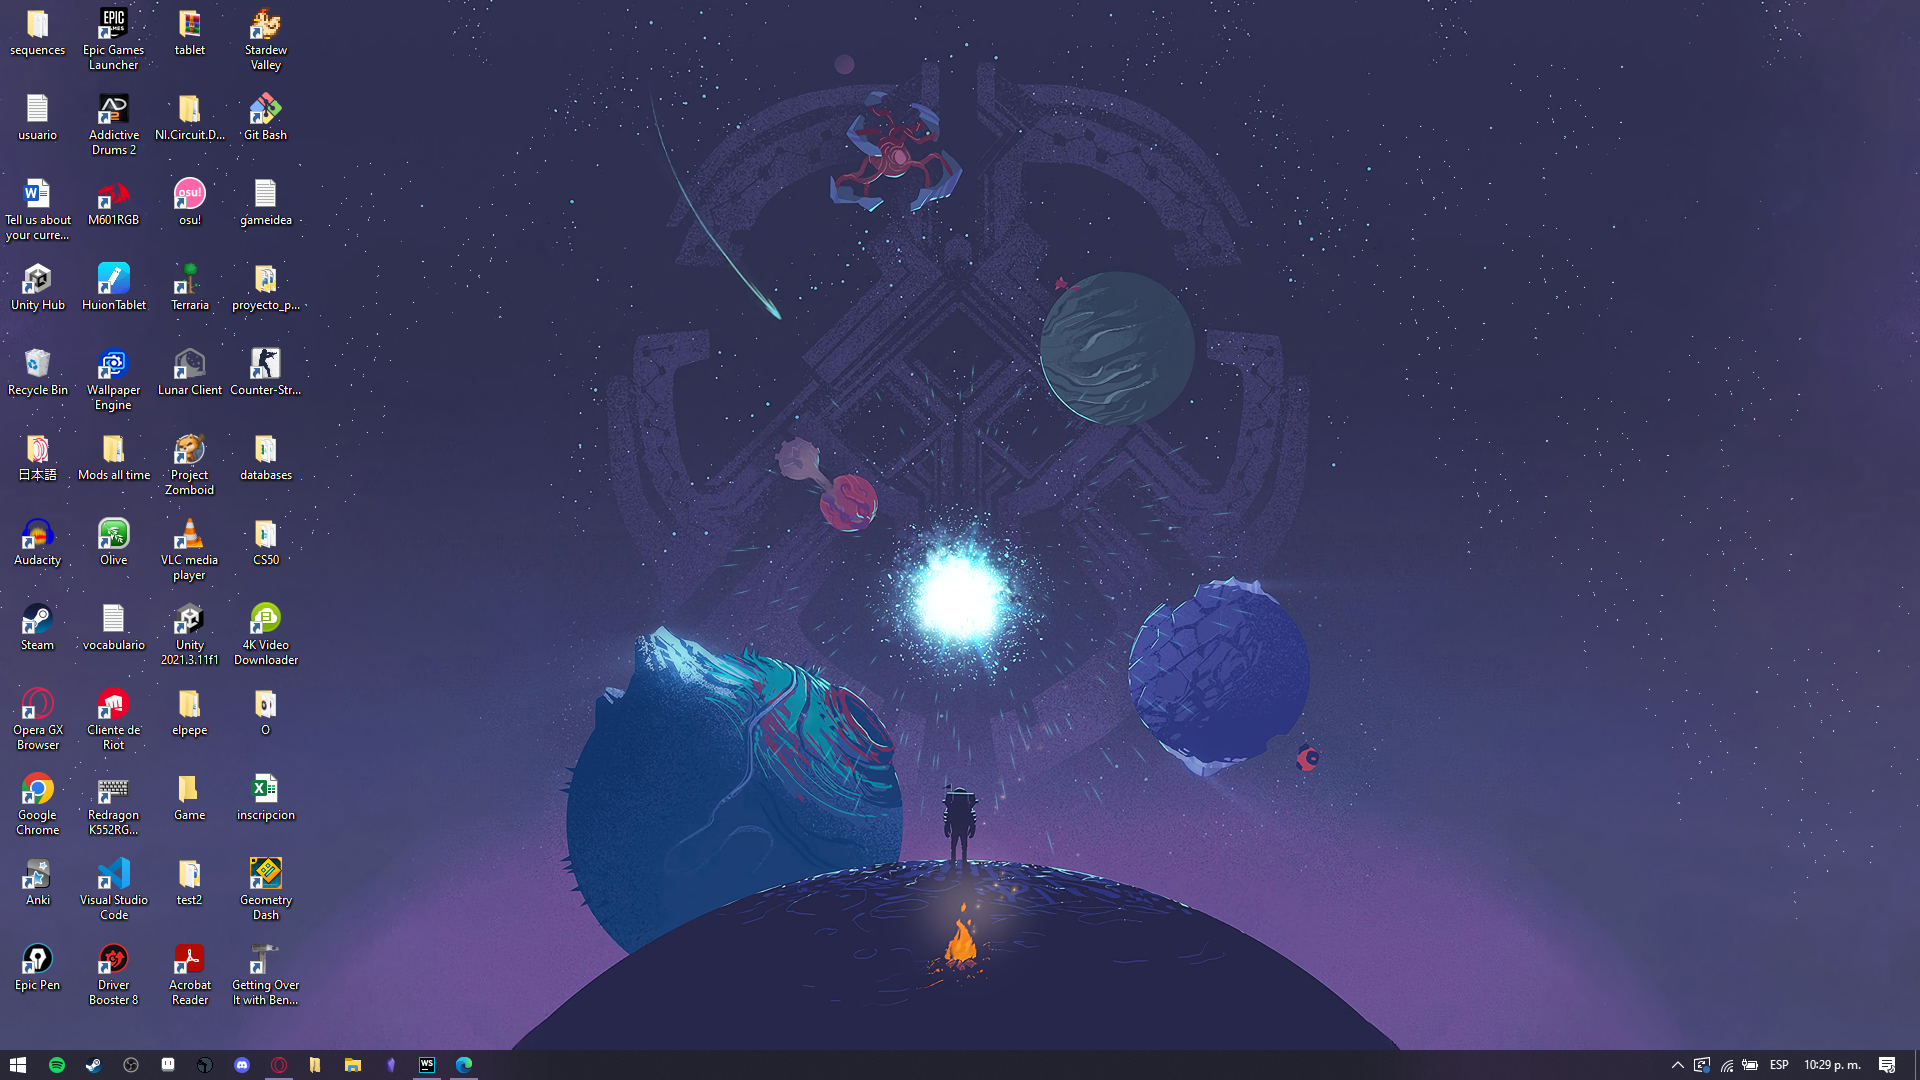 sequences
Epic Games
Launcher
tablet
Stardew
Valley
usuario
Addictive
Drums 2
NI.Circuit.D...
Git Bash
Tell us about
your curre...
M601RGB
osu!
gameidea
Unity Hub
HuionTablet
Terraria
proyecto_p...
Recycle Bin
Wallpaper
Engine
Lunar Client
Counter-Str...
日本語
Mods all time
Project
Zomboid
databases
Audacity
Olive
VLC media
player
CS50
Steam
vocabulario
Unity
2021.3.11f1
4K Video
Downloader
Opera GX
Browser
Cliente de
Riot
elpepe
O
Google
Chrome
Redragon
K552RG...
Game
inscripcion
Anki
Visual Studio
Code
test2
Geometry
Dash
Epic Pen
Driver
Booster 8
Acrobat
Reader
Getting Over
It with Ben...
WS
ESP
10:29 p. m.